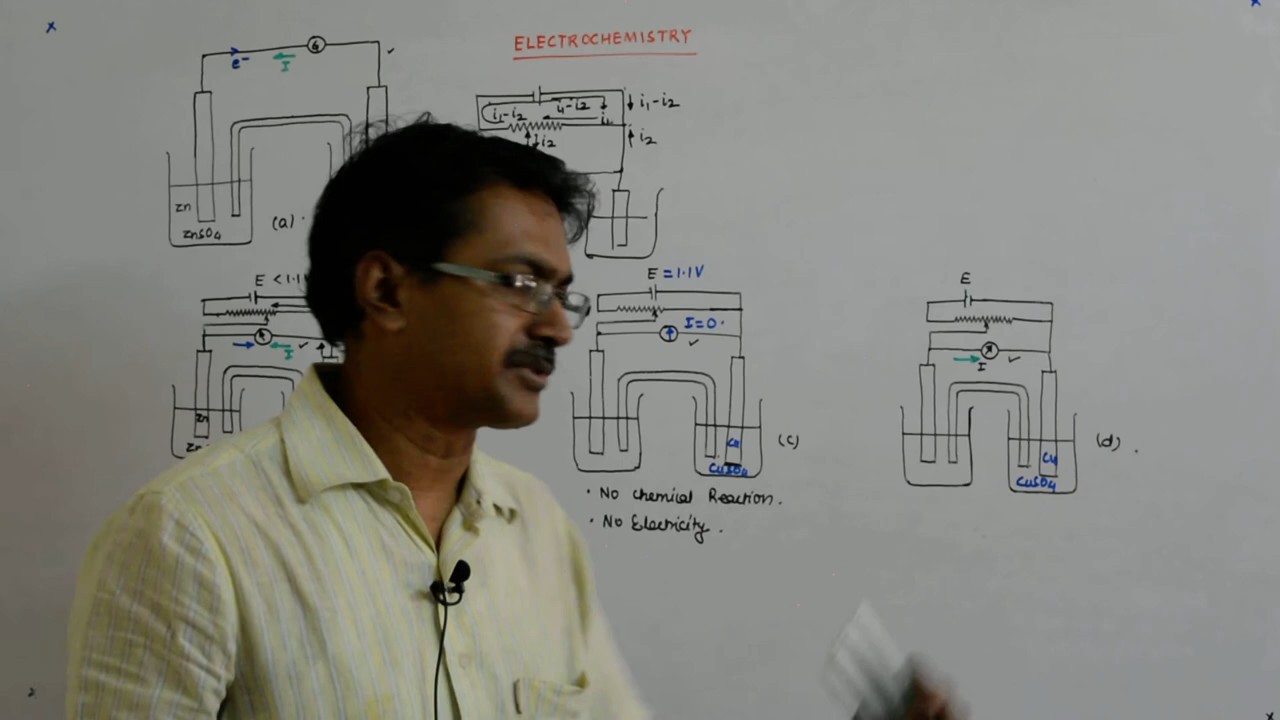 ELECTROCHEMISTRY
G
e-
I
i1-i2
i1-i2
i1-i2
i2
i2
Zn
ZnSO4
(a)
E < 1.1
I
Zn
E = 1.1V
I=0
Cu
CuSO4
(c)
E
I
Cu
CuSO4
(d)
• No chemical Reaction.
• No Electricity.